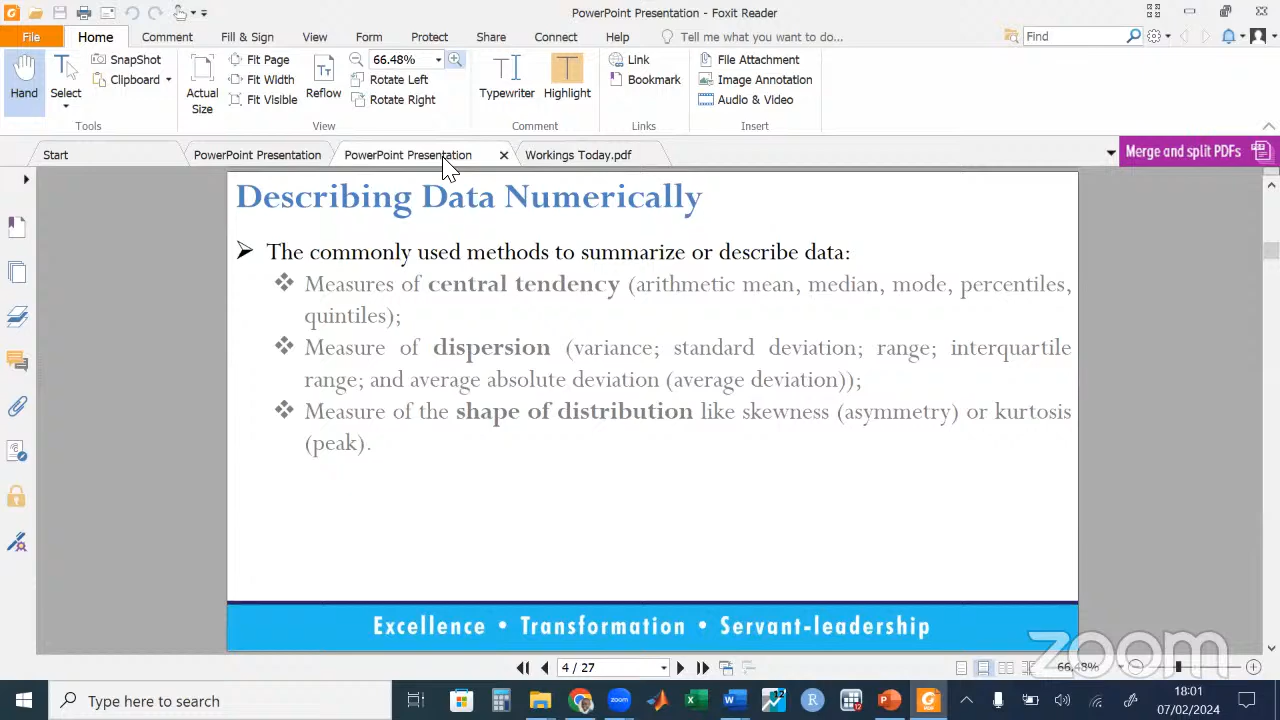 PowerPoint Presentation - Foxit Reader
File
Home
Comment
Fill & Sign
View
Form
Protect
Share
Connect
Help
Tell me what you want to do...
Find
Hand
Select
SnapShot
Clipboard
Tools
Actual
Size
Fit Page
Fit Width
Fit Visible
Reflow
66.48%
Rotate Left
Rotate Right
View
Typewriter
Highlight
Comment
Link
Bookmark
Links
File Attachment
Image Annotation
Audio & Video
Insert
Start
PowerPoint Presentation
PowerPoint Presentation
Workings Today.pdf
Merge and split PDFs
Describing Data Numerically
The commonly used methods to summarize or describe data:
Measures of central tendency (arithmetic mean, median, mode, percentiles,
quintiles);
Measure of dispersion (variance; standard deviation; range; interquartile
range; and average absolute deviation (average deviation));
Measure of the shape of distribution like skewness (asymmetry) or kurtosis
(peak).
Excellence • Transformation • Servant-leadership
zoom
4 / 27
66.48%
Type here to search
zoom
12
R
18:01
07/02/2024